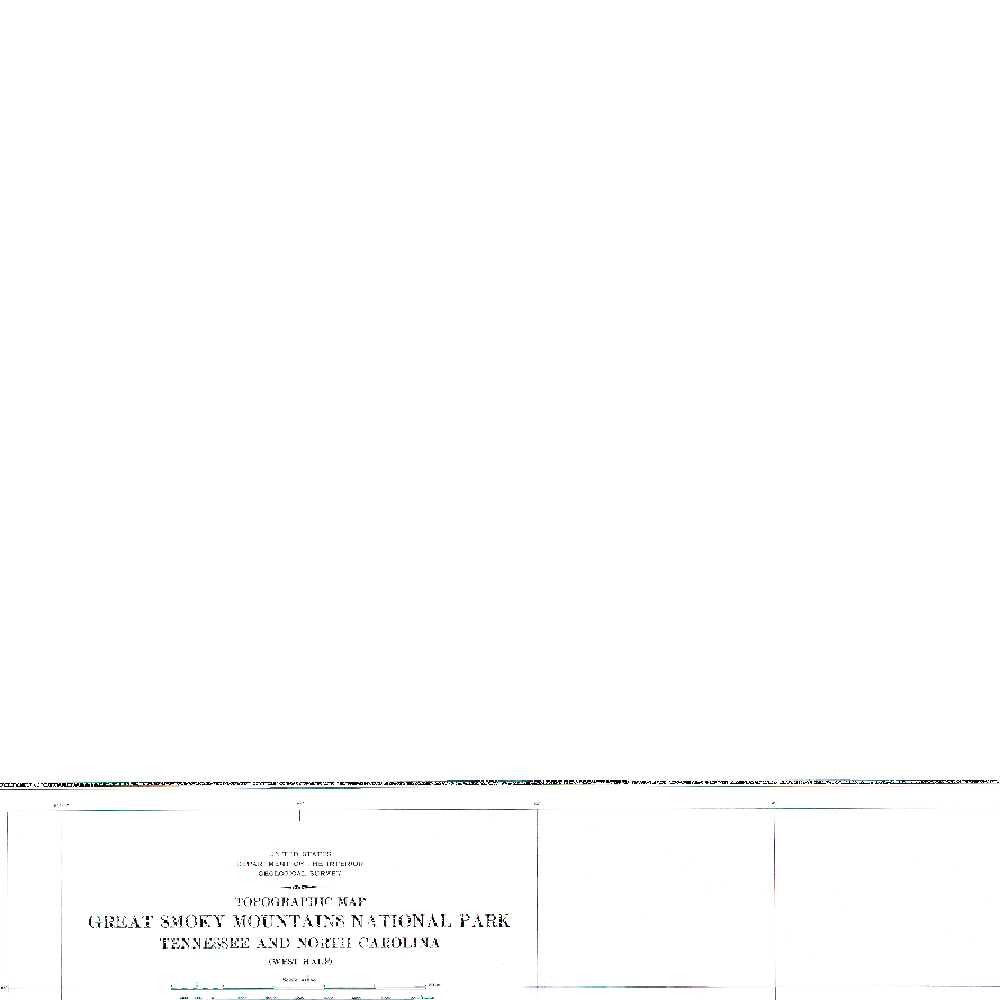 UNITED STATES
DEPARTMENT OF THE INTERIOR
GEOLOGICAL SURVEY
TOPOGRAPHIC MAP
GREAT SMOKY MOUNTAINS NATIONAL PARK
TENNESSEE AND NORTH CAROLINA
(WEST HALF)